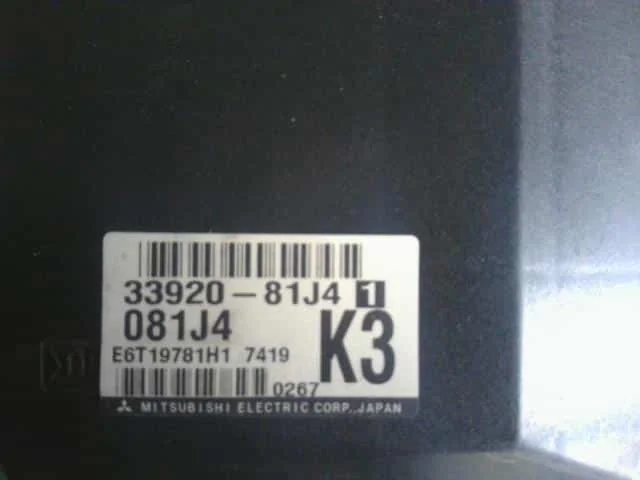 33920-81J4 1
081J4
K3
E6T19781H1 7419
0267
MITSUBISHI ELECTRIC CORP.,JAPAN